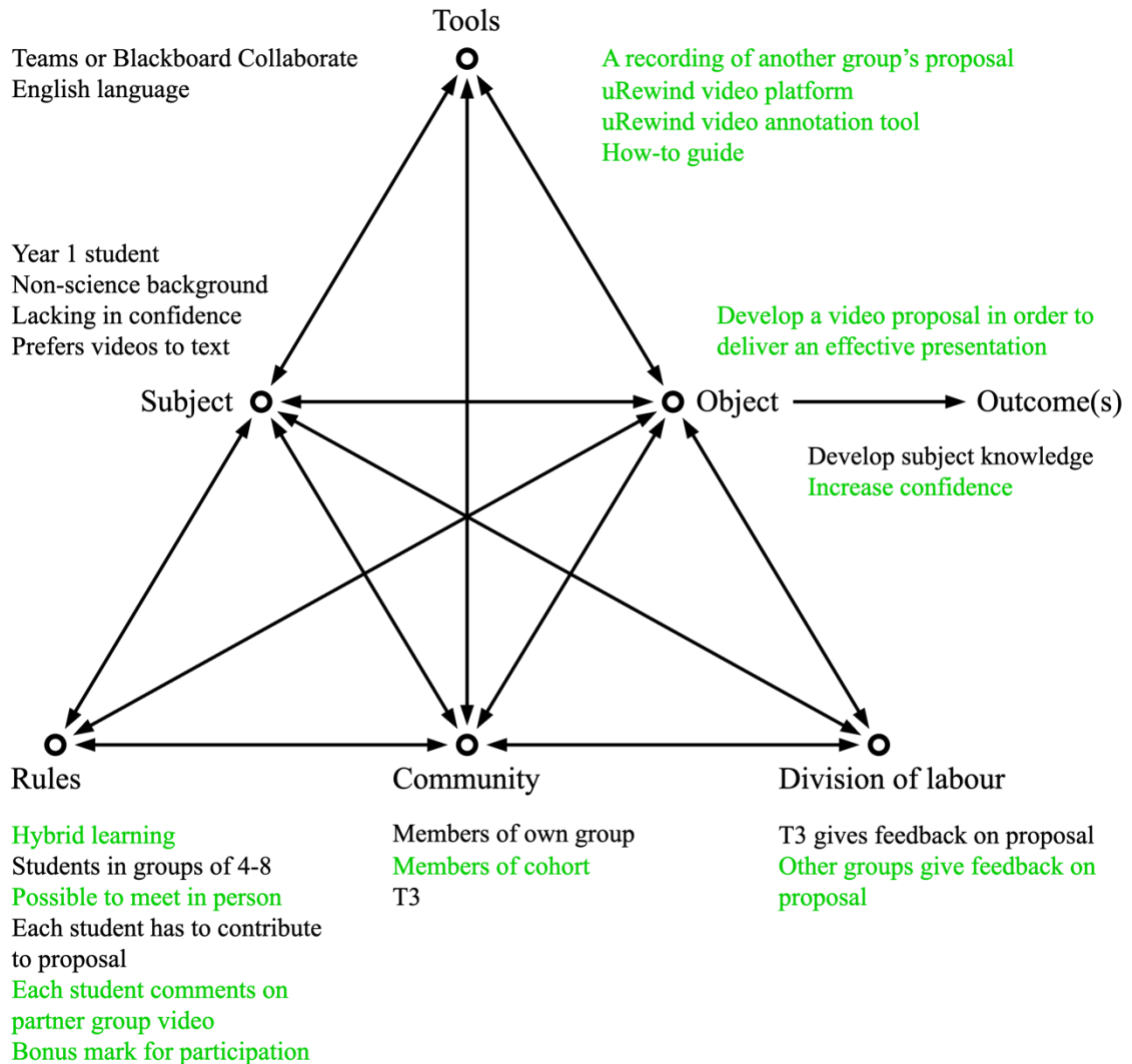 Tools
Teams or Blackboard Collaborate
English language
A recording of another group's proposal
uRewind video platform
uRewind video annotation tool
How-to guide
Year 1 student
Non-science background
Lacking in confidence
Prefers videos to text
Develop a video proposal in order to
deliver an effective presentation
Subject
Object
Outcome(s)
Develop subject knowledge
Increase confidence
Rules
Hybrid learning
Students in groups of 4-8
Possible to meet in person
Each student has to contribute
to proposal
Each student comments on
partner group video
Bonus mark for participation
Community
Members of own group
Members of cohort
T3
Division of labour
T3 gives feedback on proposal
Other groups give feedback on
proposal